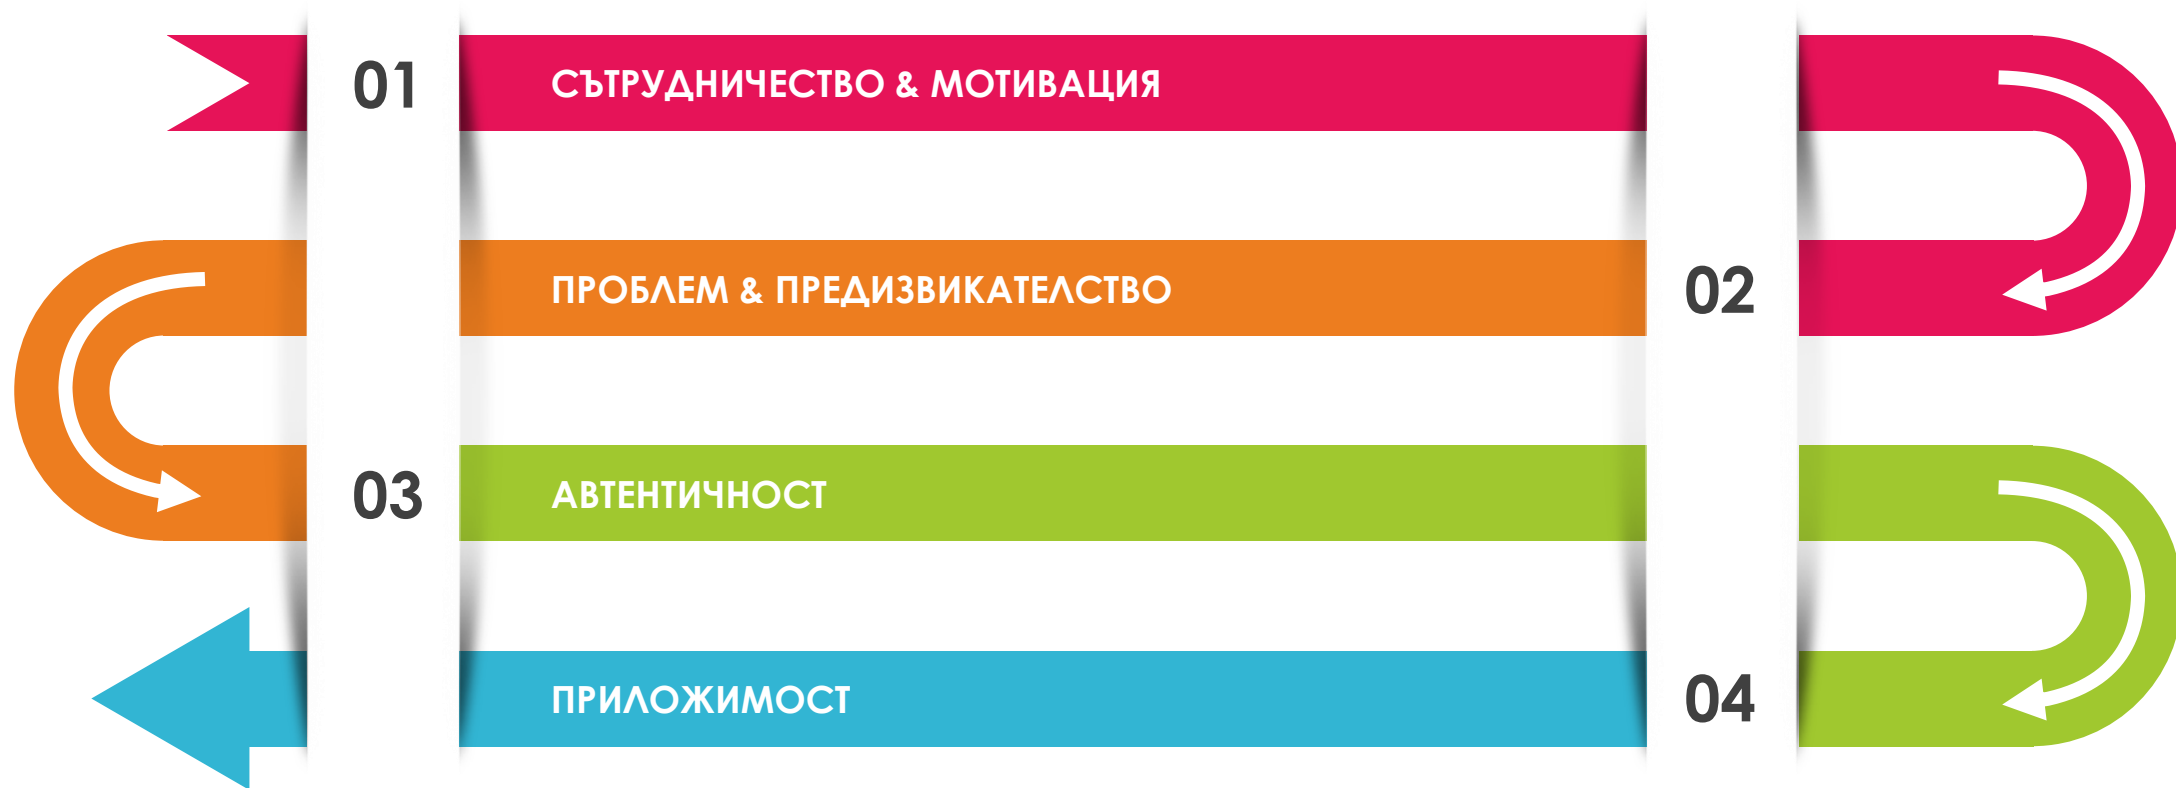 01 СЪТРУДНИЧЕСТВО & МОТИВАЦИЯ
ПРОБЛЕМ & ПРЕДИЗВИКАТЕЛСТВО 02
03 АВТЕНТИЧНОСТ
ПРИЛОЖИМОСТ 04